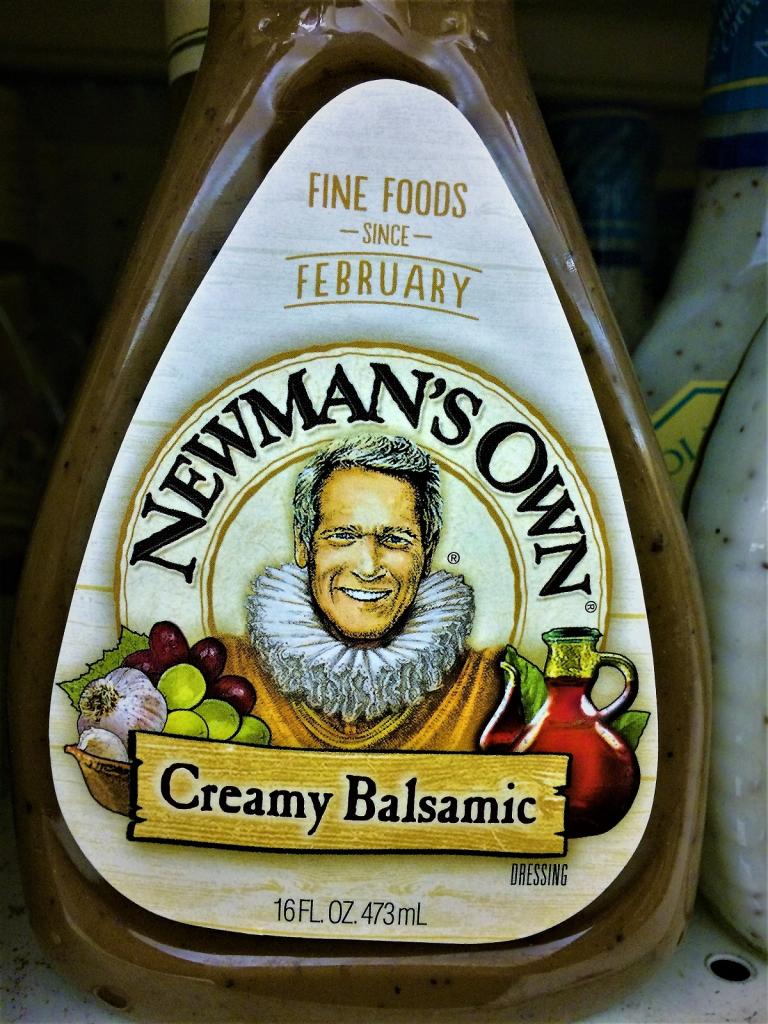 FINE FOODS
— SINCE —
FEBRUARY
NEWMAN'S OWN
®
®
Creamy Balsamic
DRESSING
16 FL. OZ. 473 mL